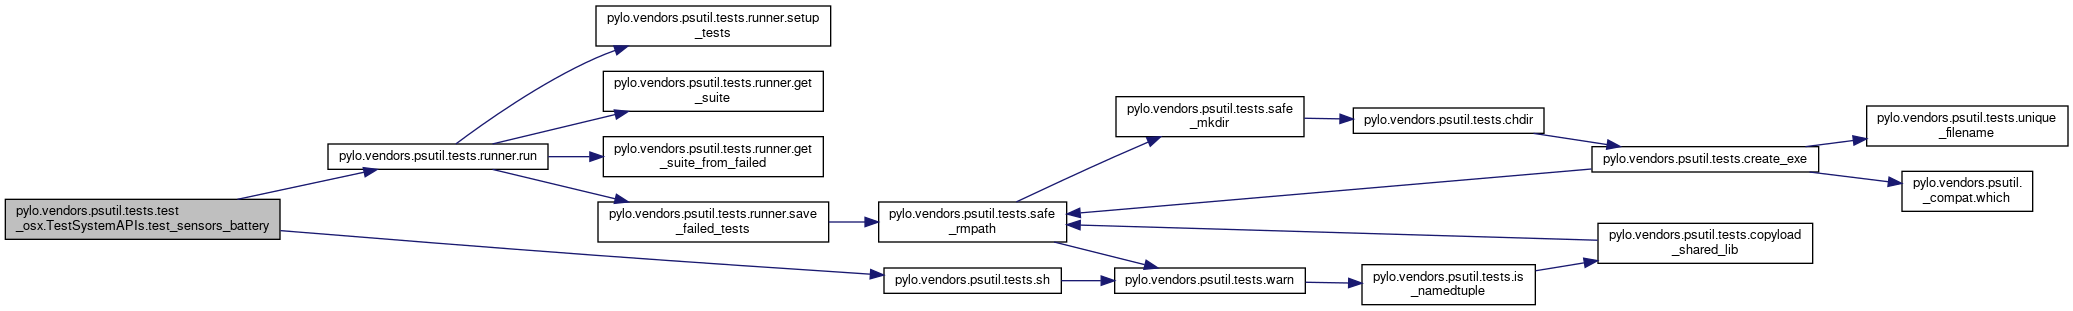 pylo.vendors.psutil.tests.test
_osx.TestSystemAPIs.test_sensors_battery
pylo.vendors.psutil.tests.runner.run
pylo.vendors.psutil.tests.runner.setup
_tests
pylo.vendors.psutil.tests.runner.get
_suite
pylo.vendors.psutil.tests.runner.get
_suite_from_failed
pylo.vendors.psutil.tests.runner.save
_failed_tests
pylo.vendors.psutil.tests.safe
_rmpath
pylo.vendors.psutil.tests.sh
pylo.vendors.psutil.tests.safe
_mkdir
pylo.vendors.psutil.tests.warn
pylo.vendors.psutil.tests.chdir
pylo.vendors.psutil.tests.is
_namedtuple
pylo.vendors.psutil.tests.create_exe
pylo.vendors.psutil.tests.copyload
_shared_lib
pylo.vendors.psutil.tests.unique
_filename
pylo.vendors.psutil.
_compat.which